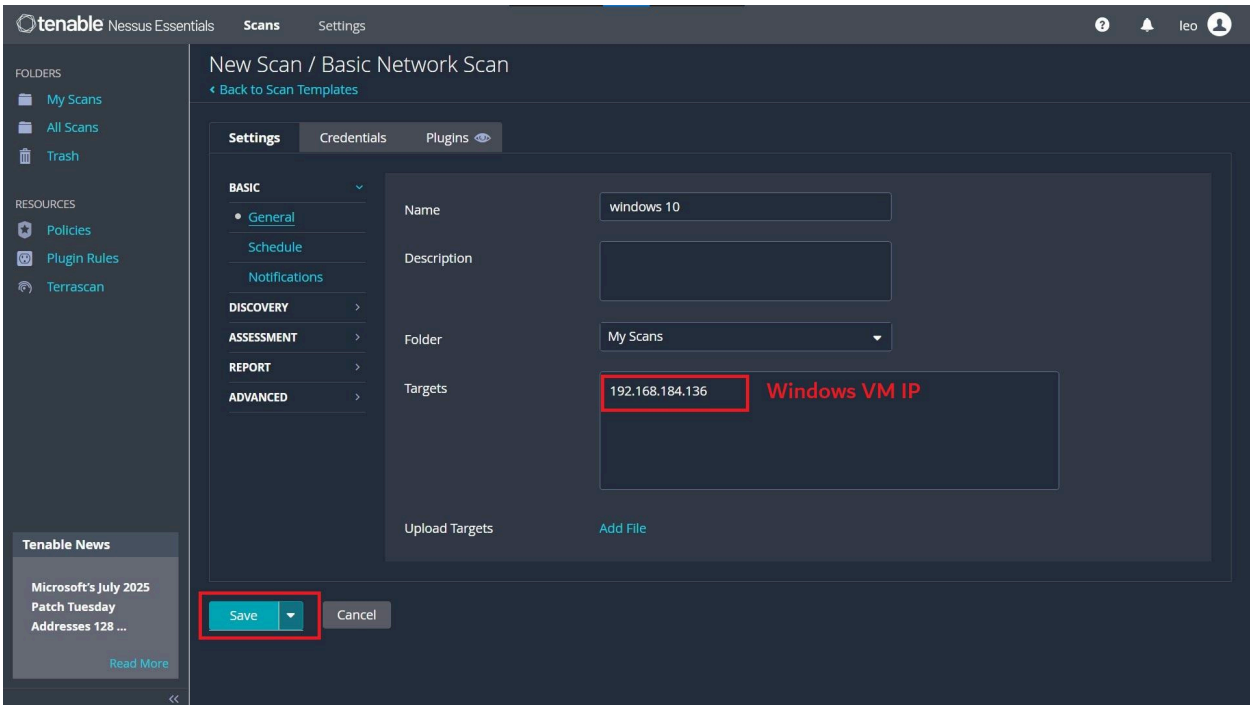 tenable Nessus Essentials Scans Settings leo
FOLDERS
My Scans
All Scans
Trash
RESOURCES
Policies
Plugin Rules
Terrascan
Tenable News
Microsoft's July 2025
Patch Tuesday
Addresses 128 ...
Read More
New Scan / Basic Network Scan
Back to Scan Templates
Settings Credentials Plugins
BASIC
General
Schedule
Notifications
DISCOVERY
ASSESSMENT
REPORT
ADVANCED
Name windows 10
Description
Folder My Scans
Targets 192.168.184.136 Windows VM IP
Upload Targets Add File
Save Cancel